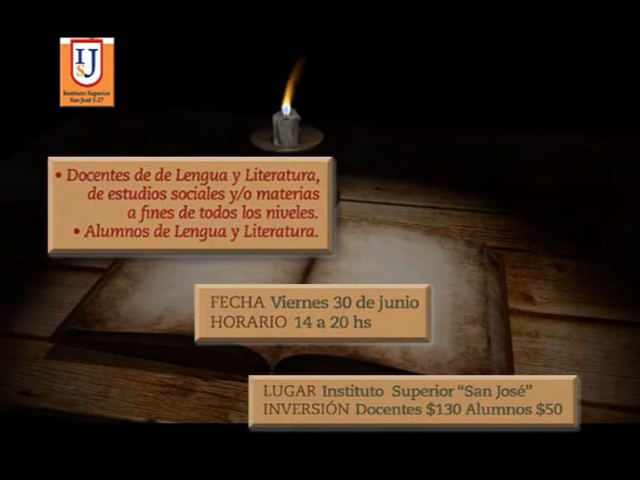 ISJ
Instituto Superior
San José I-27
• Docentes de de Lengua y Literatura,
de estudios sociales y/o materias
a fines de todos los niveles.
• Alumnos de Lengua y Literatura.
FECHA Viernes 30 de junio
HORARIO 14 a 20 hs
LUGAR Instituto Superior "San José"
INVERSIÓN Docentes $130 Alumnos $50